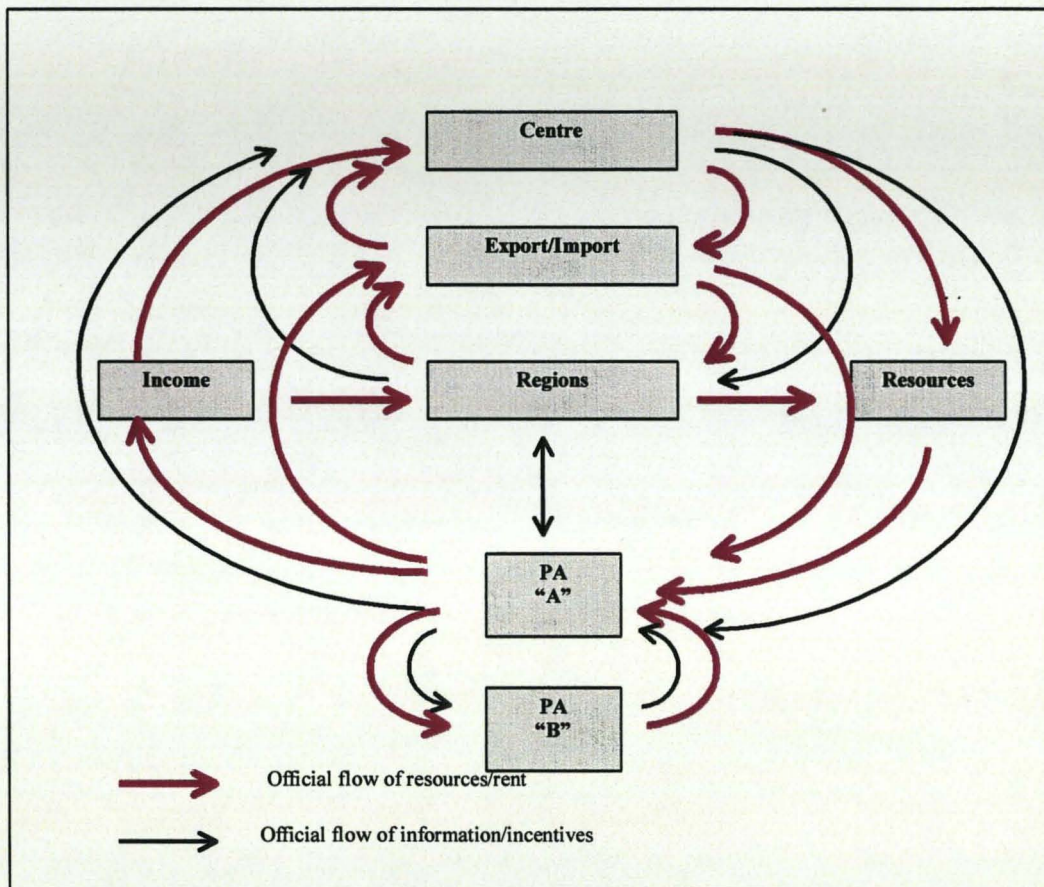 Centre
Export/Import
Income
Regions
Resources
PA
“A”
PA
“B”
Official flow of resources/rent
Official flow of information/incentives